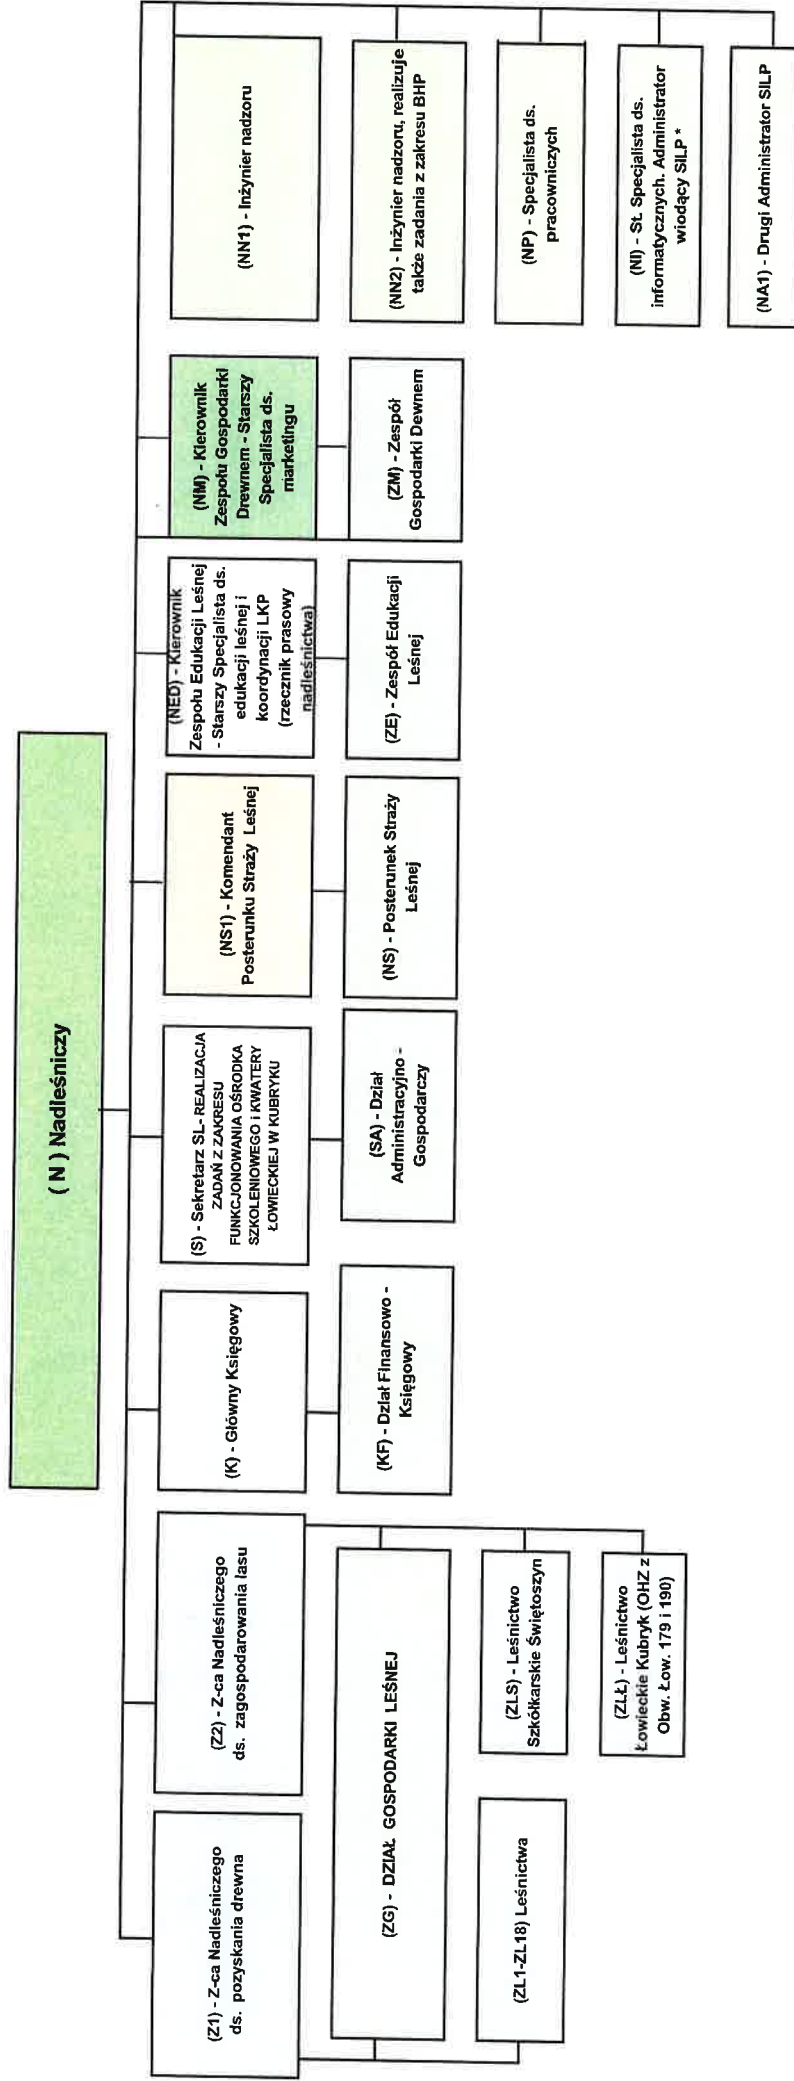 ( N ) Nadleśniczy
(Z1) - Z-ca Nadleśniczego
ds. pozyskania drewna
(Z2) - Z-ca Nadleśniczego
ds. zagospodarowania lasu
(K) - Główny Księgowy
(S) - Sekretarz SL- REALIZACJA
ZADAŃ Z ZAKRESU
FUNKCJONOWANIA OŚRODKA
SZKOLENIOWEGO i KWATERY
ŁOWIECKIEJ W KUBRYKU
(NS1) - Komendant
Posterunku Straży Leśnej
(NED) - Kierownik
Zespołu Edukacji Leśnej
- Starszy Specjalista ds.
edukacji leśnej i
koordynacji LKP
(rzecznik prasowy
nadleśnictwa)
(NM) - Kierownik
Zespołu Gospodarki
Drewnem - Starszy
Specjalista ds.
marketingu
(NN1) - Inżynier nadzoru
(ZG) - DZIAŁ GOSPODARKI LEŚNEJ
(KF) - Dział Finansowo -
Księgowy
(SA) - Dział
Administracyjno -
Gospodarczy
(NS) - Posterunek Straży
Leśnej
(ZE) - Zespół Edukacji
Leśnej
(ZM) - Zespół
Gospodarki Dewnem
(NN2) - Inżynier nadzoru, realizuje
także zadania z zakresu BHP
(ZL1-ZL18) Leśnictwa
(ZLS) - Leśnictwo
Szkółkarskie Świętoszyn
(NP) - Specjalista ds.
pracowniczych
(ZLŁ) - Leśnictwo
Łowieckie Kubryk (OHZ z
Obw. Łow. 179 i 190)
(NI) - St. Specjalista ds.
informatycznych. Administrator
wiodący SILP *
(NA1) - Drugi Administrator SILP